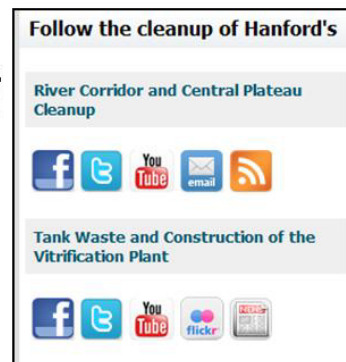 Follow the cleanup of Hanford's
River Corridor and Central Plateau
Cleanup
You
Tube
email
Tank Waste and Construction of the
Vitrification Plant
You
Tube
flickr
NEWS